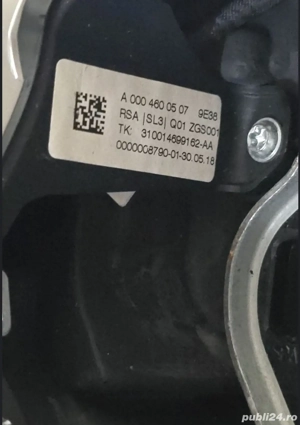 A 000 460 05 07 9E38
RSA |SL3| Q01 ZGS001
TK: 310014699162-AA
0000008790-01-30.05.18
publi24.ro